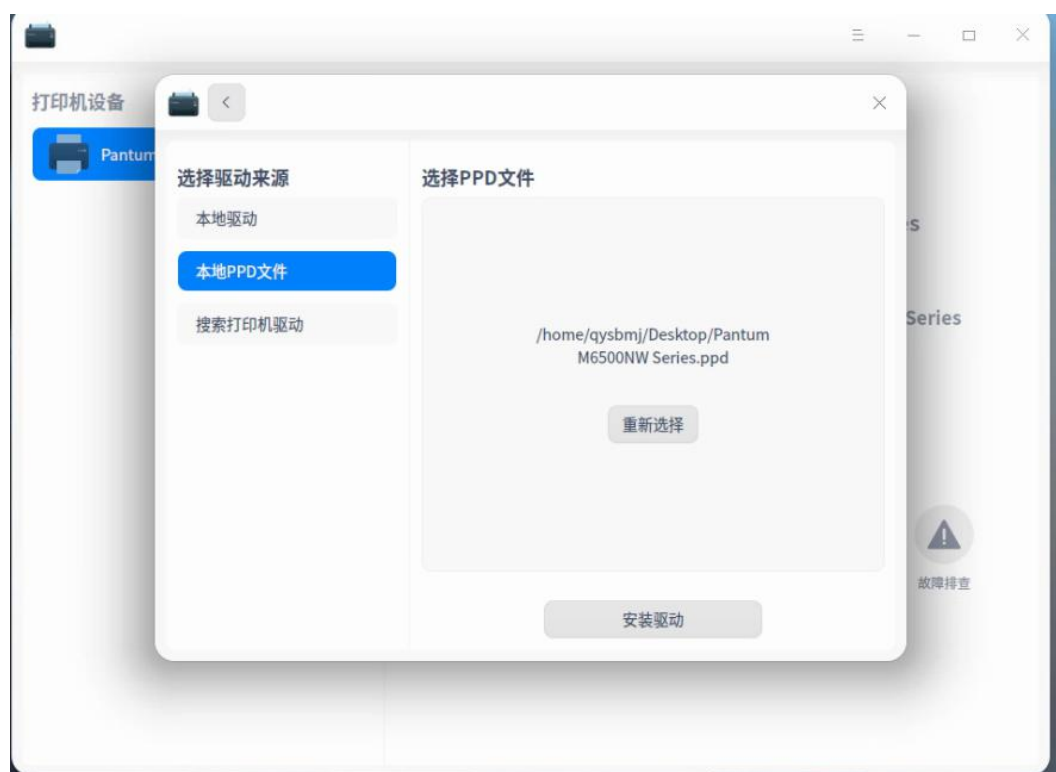 打印机设备
Pantum
选择驱动来源
本地驱动
本地PPD文件
搜索打印机驱动
选择PPD文件
/home/qysbmj/Desktop/Pantum
M6500NW Series.ppd
重新选择
安装驱动
s
Series
故障排查